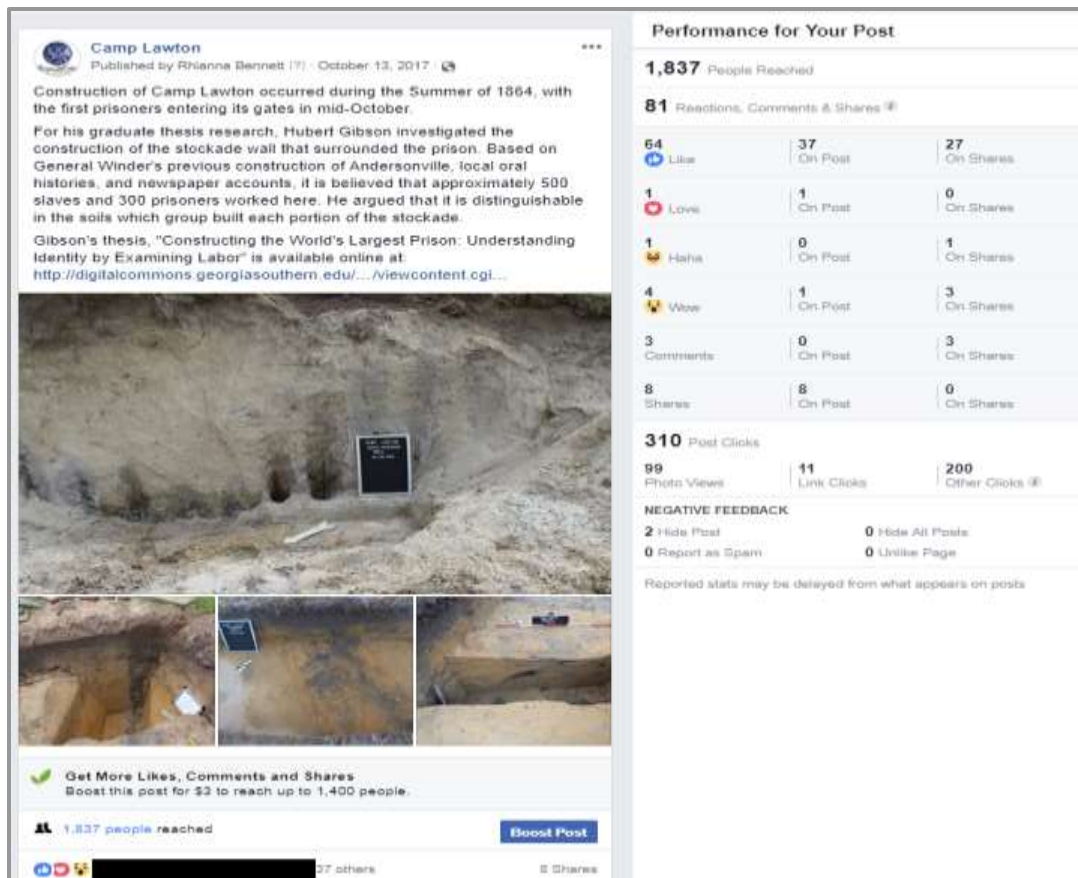 Camp Lawton
Published by Rhianna Bennett [?] · October 13, 2017 ·
Construction of Camp Lawton occurred during the Summer of 1864, with
the first prisoners entering its gates in mid-October.
For his graduate thesis research, Hubert Gibson investigated the
construction of the stockade wall that surrounded the prison. Based on
General Winder's previous construction of Andersonville, local oral
histories, and newspaper accounts, it is believed that approximately 500
slaves and 300 prisoners worked here. He argued that it is distinguishable
in the soils which group built each portion of the stockade.
Gibson's thesis, "Constructing the World's Largest Prison: Understanding
Identity by Examining Labor" is available online at:
http://digitalcommons.georgiasouthern.edu/.../viewcontent.cgi...
Get More Likes, Comments and Shares
Boost this post for $3 to reach up to 1,400 people.
1,837 people reached
Boost Post
37 others
8 Shares
Performance for Your Post
1,837 People Reached
81 Reactions, Comments & Shares
64 37 27
Like On Post On Shares
1 1 0
Love On Post On Shares
1 0 1
Haha On Post On Shares
4 1 3
Wow On Post On Shares
3 0 3
Comments On Post On Shares
8 8 0
Shares On Post On Shares
310 Post Clicks
99 11 200
Photo Views Link Clicks Other Clicks
NEGATIVE FEEDBACK
2 Hide Post 0 Hide All Posts
0 Report as Spam 0 Unlike Page
Reported stats may be delayed from what appears on posts